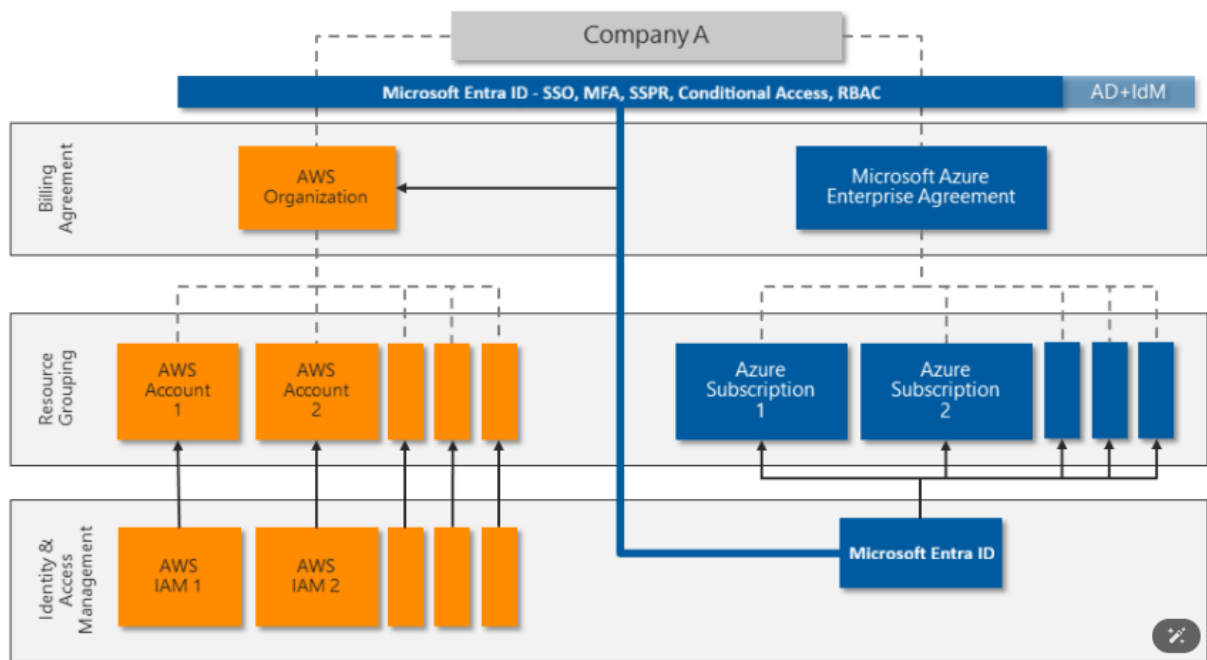 Company A
Microsoft Entra ID - SSO, MFA, SSPR, Conditional Access, RBAC
AD+IdM
Billing
Agreement
AWS
Organization
Microsoft Azure
Enterprise Agreement
Resource
Grouping
AWS
Account
1
AWS
Account
2
Azure
Subscription
1
Azure
Subscription
2
Identity &
Access
Management
AWS
IAM 1
AWS
IAM 2
Microsoft Entra ID